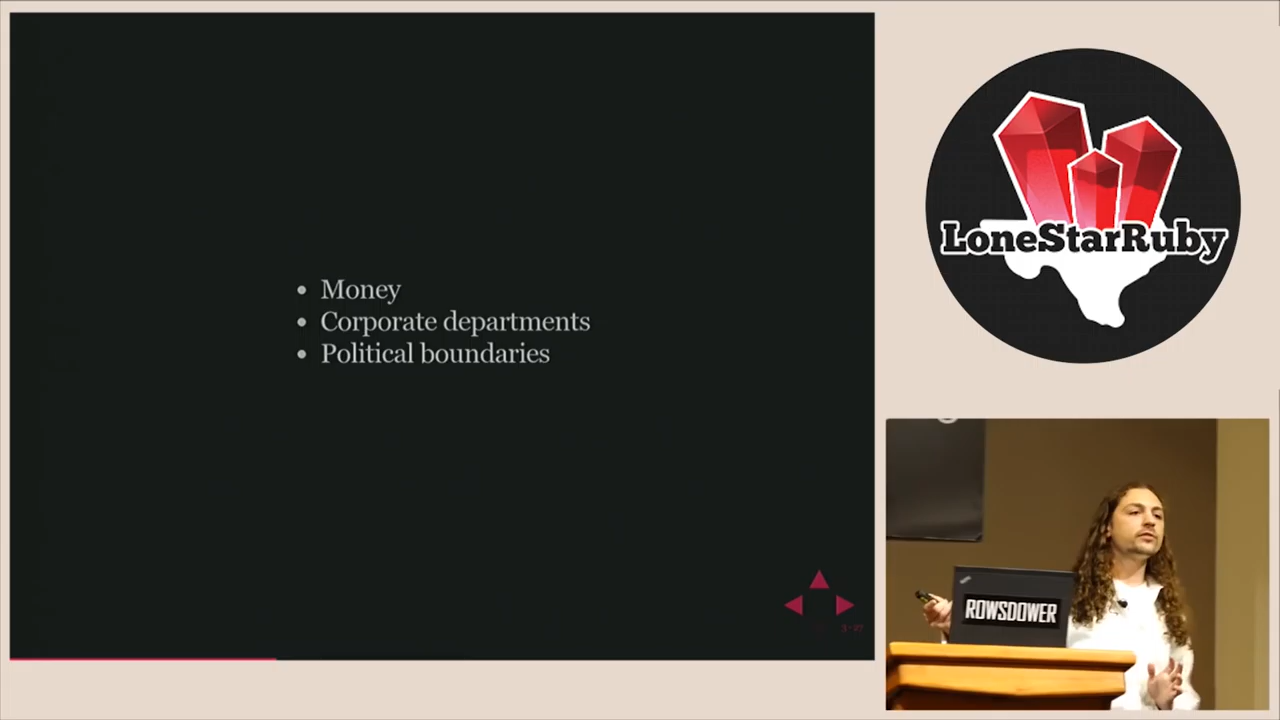 Money
Corporate departments
Political boundaries
LoneStarRuby
ROWSDOWER